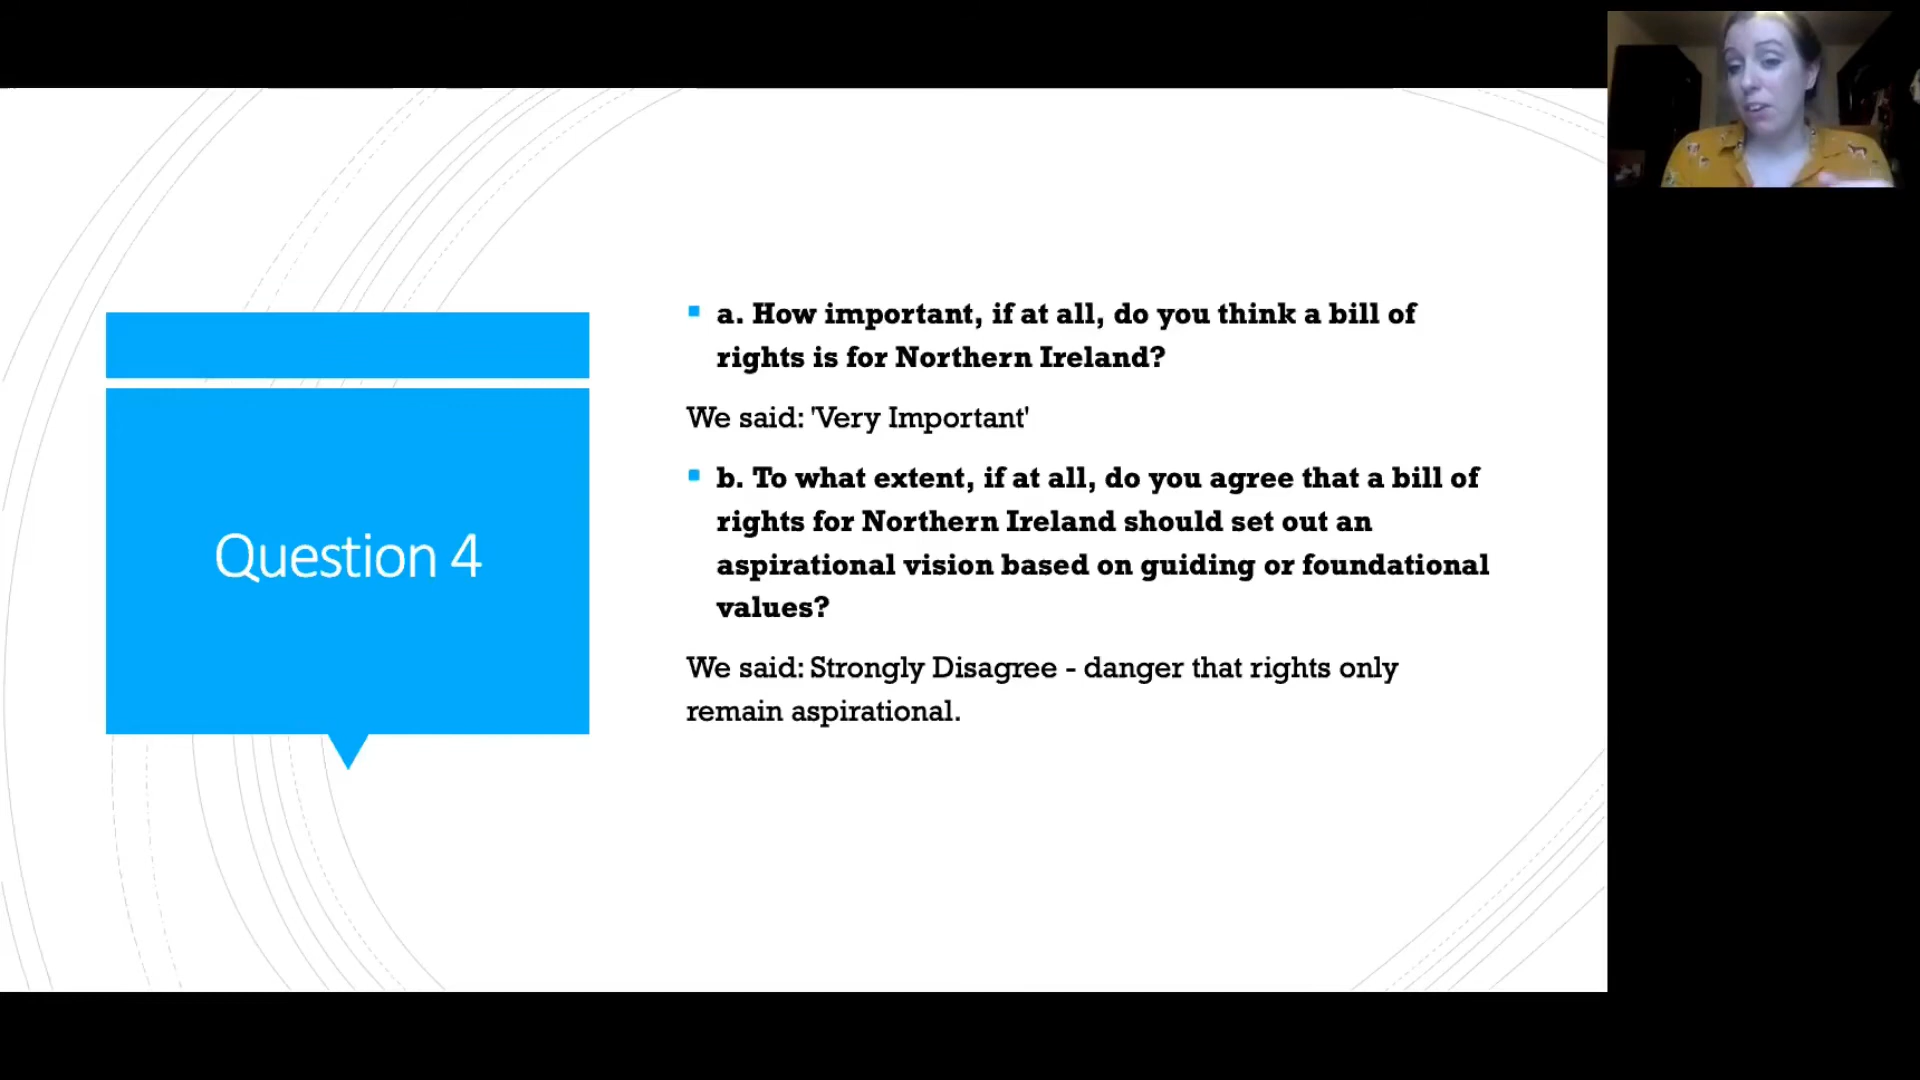 Question 4
a. How important, if at all, do you think a bill of
rights is for Northern Ireland?
We said: 'Very Important'
b. To what extent, if at all, do you agree that a bill of
rights for Northern Ireland should set out an
aspirational vision based on guiding or foundational
values?
We said: Strongly Disagree - danger that rights only
remain aspirational.